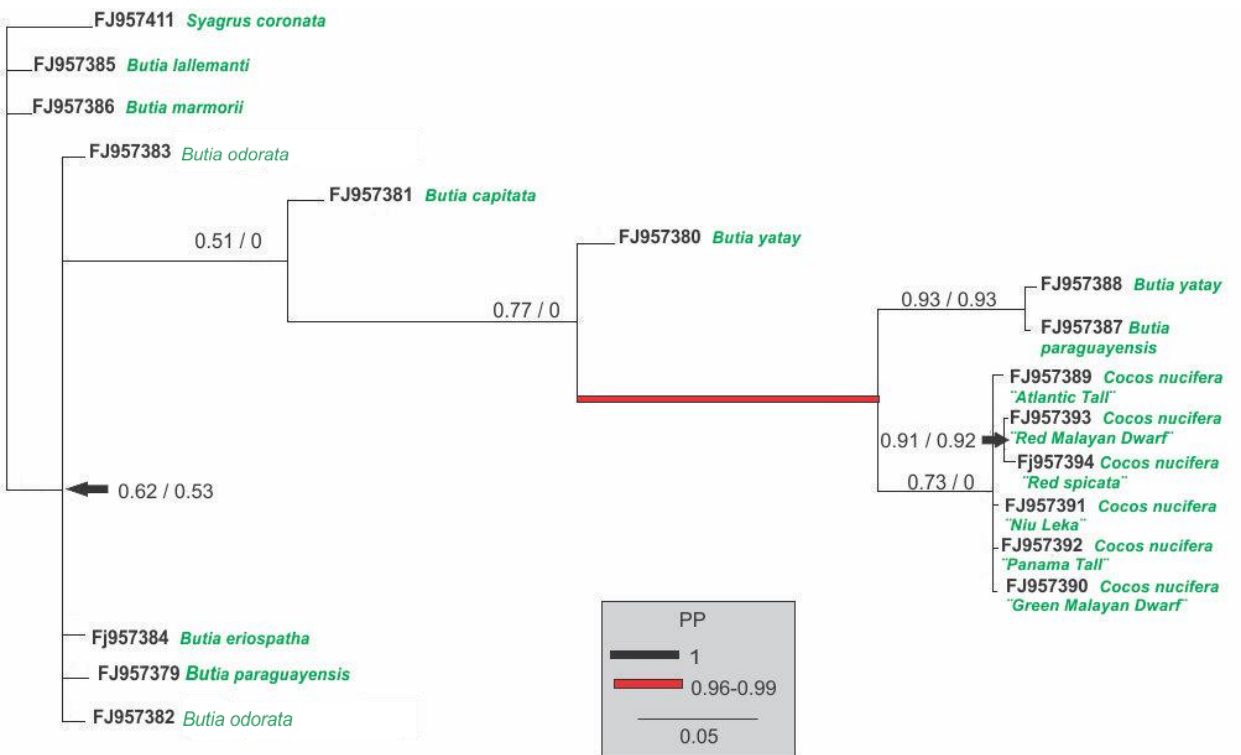 FJ957411 Syagrus coronata
FJ957385 Butia lallemanti
FJ957386 Butia marmorii
FJ957383 Butia odorata
FJ957381 Butia capitata
0.51 / 0
FJ957380 Butia yatay
0.77 / 0
FJ957388 Butia yatay
0.93 / 0.93
FJ957387 Butia
paraguayensis
FJ957389 Cocos nucifera
¨Atlantic Tall¨
FJ957393 Cocos nucifera
¨Red Malayan Dwarf¨
0.91 / 0.92
Fj957394 Cocos nucifera
¨Red spicata¨
0.73 / 0
FJ957391 Cocos nucifera
¨Niu Leka¨
FJ957392 Cocos nucifera
¨Panama Tall¨
FJ957390 Cocos nucifera
¨Green Malayan Dwarf¨
0.62 / 0.53
Fj957384 Butia eriospatha
FJ957379 Butia paraguayensis
FJ957382 Butia odorata
PP
1
0.96-0.99
0.05